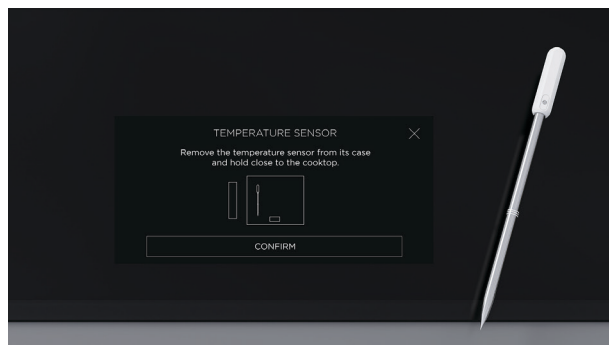 TEMPERATURE SENSOR
Remove the temperature sensor from its case
and hold close to the cooktop.
CONFIRM